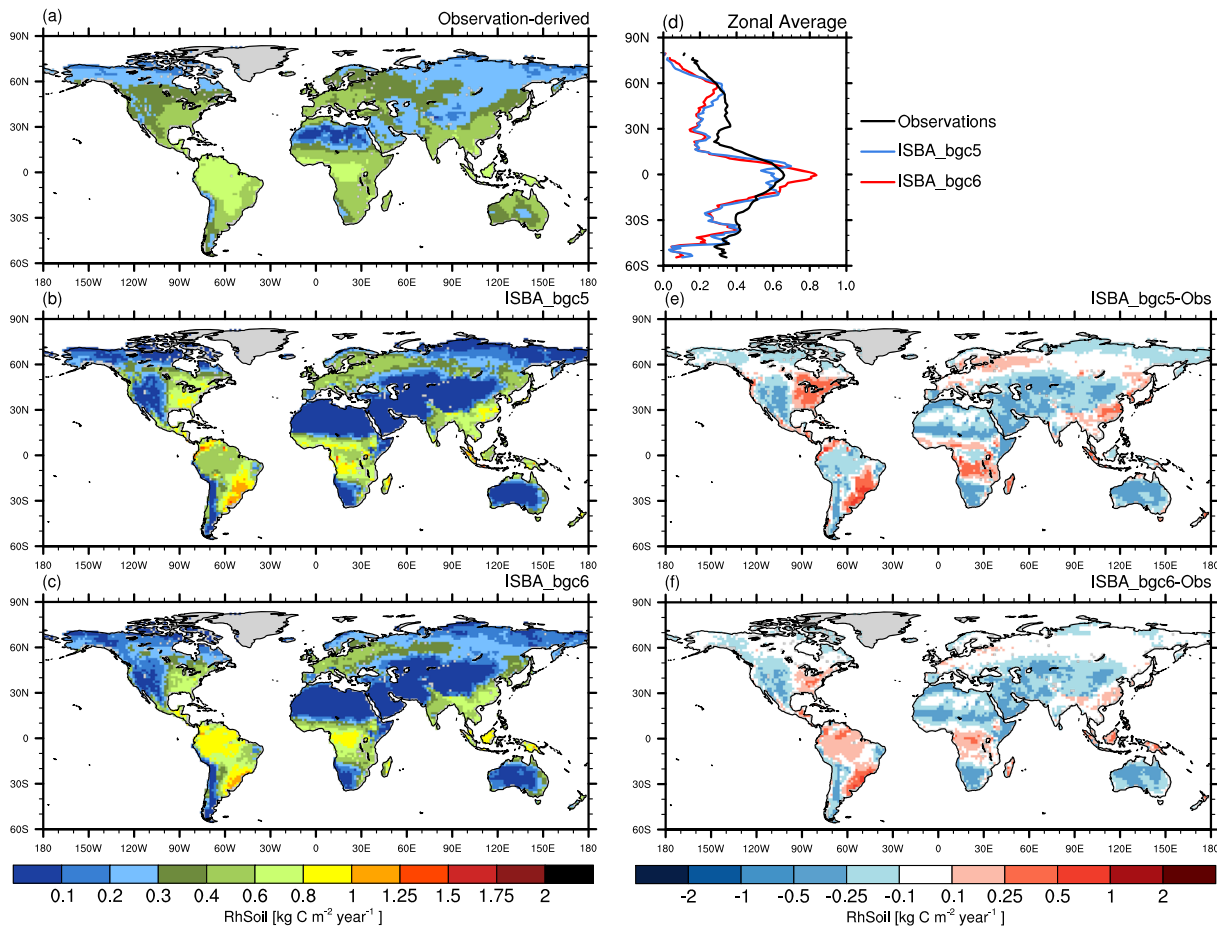 (a) Observation-derived
90N
60N
30N
0
30S
60S
180 150W 120W 90W 60W 30W 0 30E 60E 90E 120E 150E 180
(d) Zonal Average
90N
60N
30N
0
30S
60S
0.0 0.2 0.4 0.6 0.8 1.0
Observations
ISBA_bgc5
ISBA_bgc6
(b) ISBA_bgc5
90N
60N
30N
0
30S
60S
180 150W 120W 90W 60W 30W 0 30E 60E 90E 120E 150E 180
(e) ISBA_bgc5-Obs
90N
60N
30N
0
30S
60S
180 150W 120W 90W 60W 30W 0 30E 60E 90E 120E 150E 180
(c) ISBA_bgc6
90N
60N
30N
0
30S
60S
180 150W 120W 90W 60W 30W 0 30E 60E 90E 120E 150E 180
(f) ISBA_bgc6-Obs
90N
60N
30N
0
30S
60S
180 150W 120W 90W 60W 30W 0 30E 60E 90E 120E 150E 180
0.1 0.2 0.3 0.4 0.6 0.8 1 1.25 1.5 1.75 2
RhSoil [kg C m⁻² year⁻¹ ]
-2 -1 -0.5 -0.25 -0.1 0.1 0.25 0.5 1 2
RhSoil [kg C m⁻² year⁻¹ ]